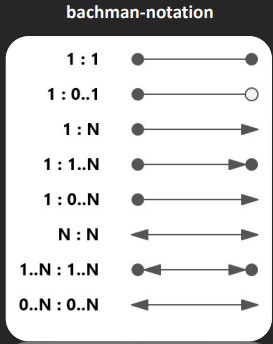 bachman-notation
1 : 1
1 : 0..1
1 : N
1 : 1..N
1 : 0..N
N : N
1..N : 1..N
0..N : 0..N